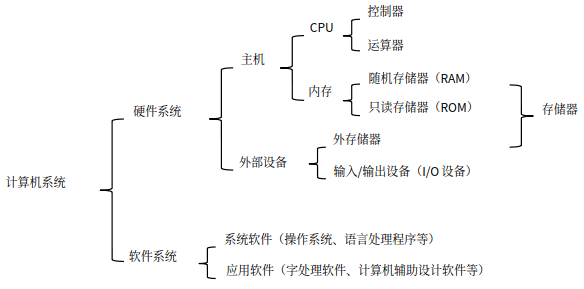 控制器
CPU
运算器
主机
随机存储器（RAM）
内存
只读存储器（ROM）
存储器
硬件系统
外存储器
外部设备
输入/输出设备（I/O 设备）
计算机系统
系统软件（操作系统、语言处理程序等）
软件系统
应用软件（字处理软件、计算机辅助设计软件等）